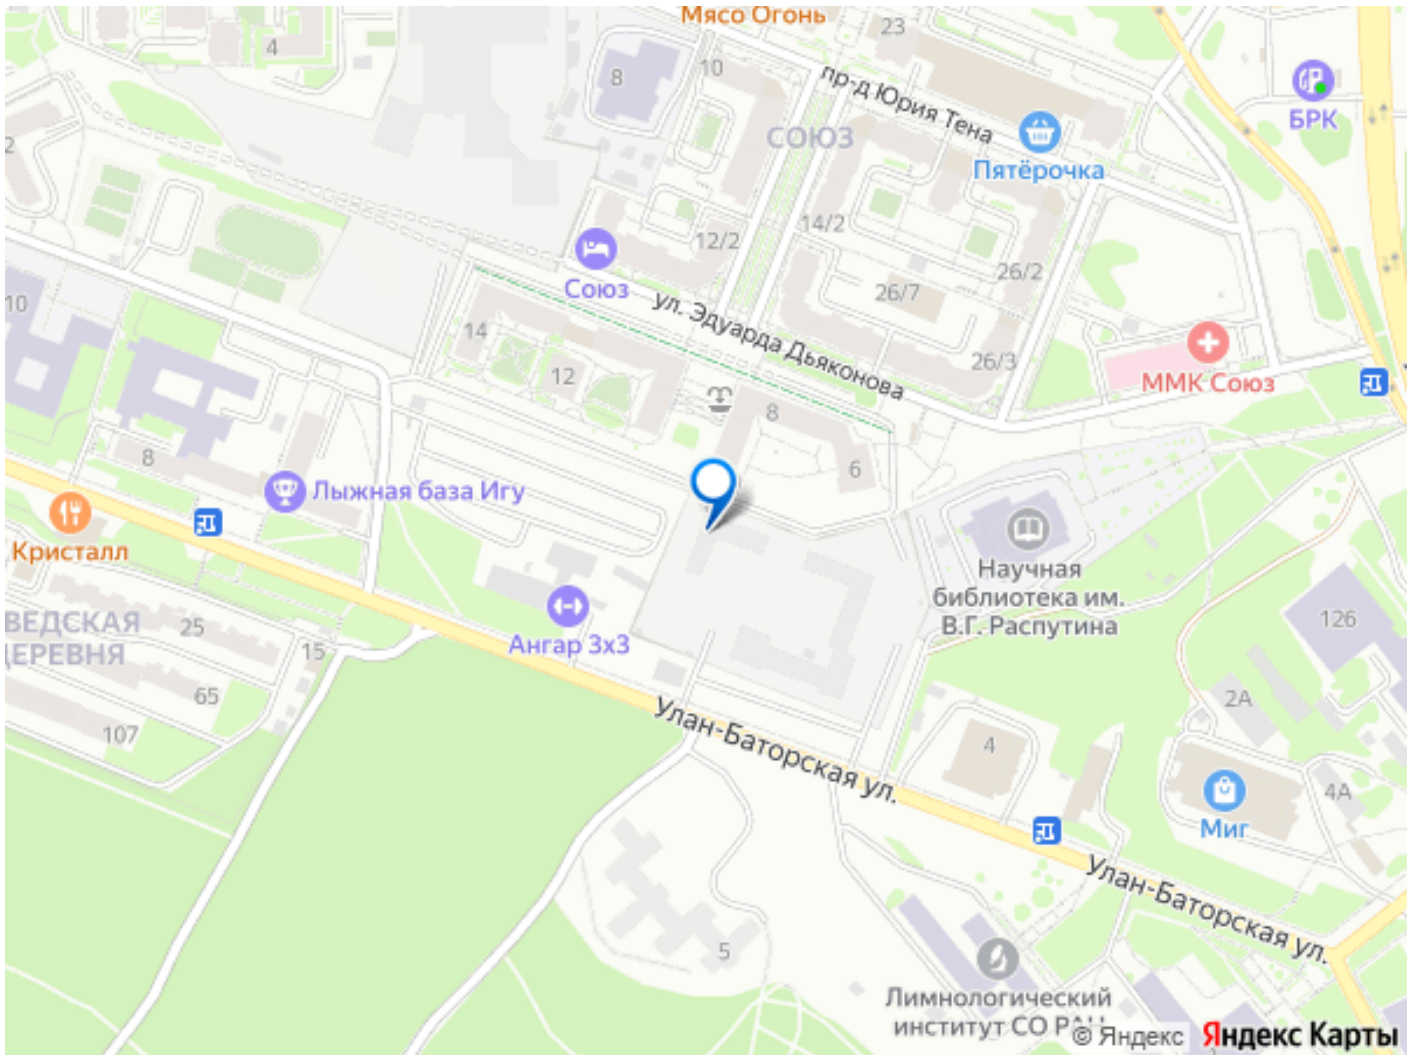 Мясо Огонь
4
8
10
23
пр-д Юрия Тена
СОЮЗ
Пятёрочка
БРК
2
12/2
14/2
26/2
26/7
26/3
Союз
ул. Эдуарда Дьяконова
ММК Союз
10
14
12
8
6
8
Лыжная база Игу
Кристалл
Научная
библиотека им.
В.Г. Распутина
Ангар 3х3
ВЕДСКАЯ
ДЕРЕВНЯ
25
15
65
107
126
2А
4
4А
Миг
Улан-Баторская ул.
Улан-Баторская ул.
5
Лимнологический
институт СО РАН
© Яндекс Яндекс Карты